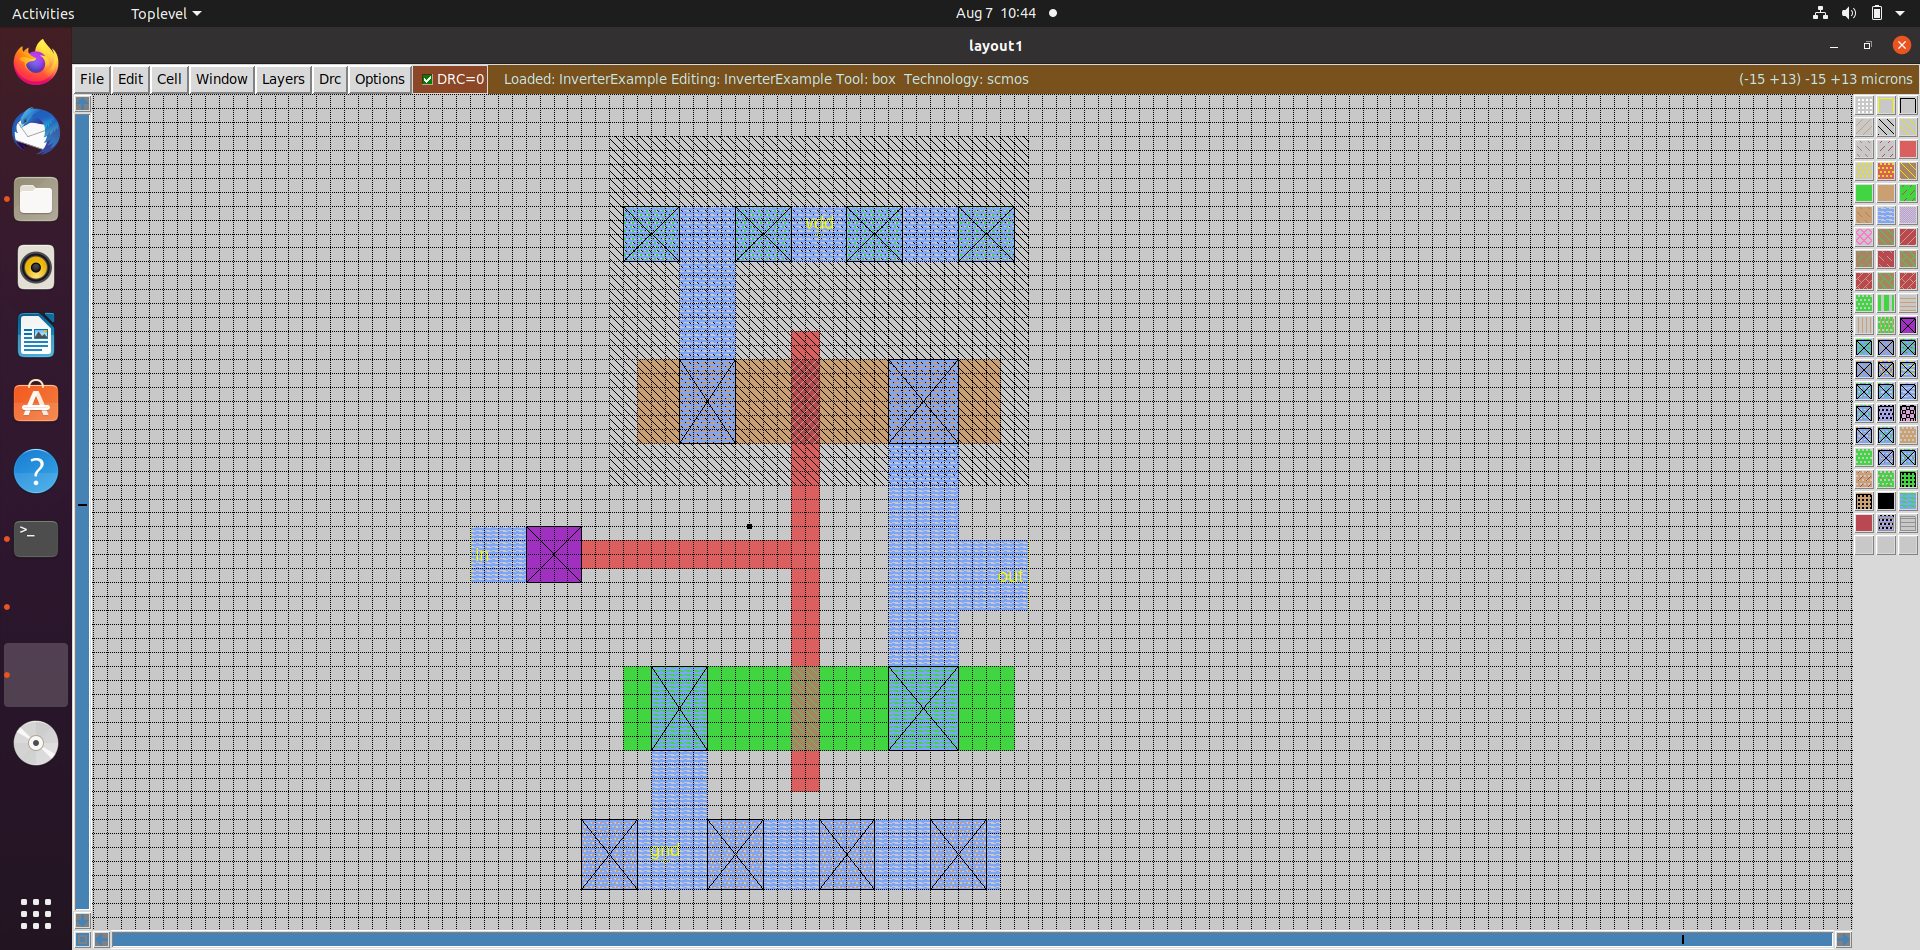 Activities
Toplevel
Aug 7 10:44
layout1
File Edit Cell Window Layers Drc Options DRC=0 Loaded: InverterExample Editing: InverterExample Tool: box Technology: scmos (-15 +13) -15 +13 microns
vdd
in
out
gnd